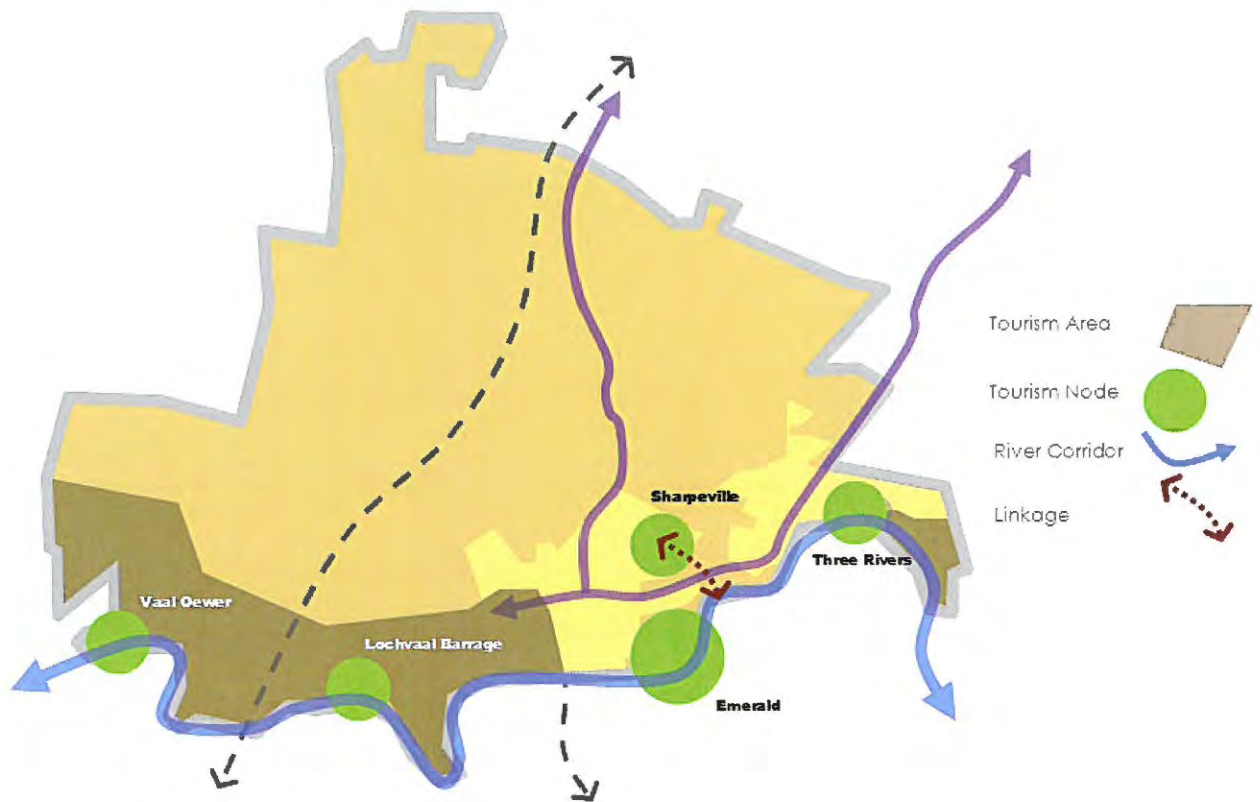 Sharpeville
Three Rivers
Vaal Oewer
Lochvaal Barrage
Emerald
Tourism Area
Tourism Node
River Corridor
Linkage